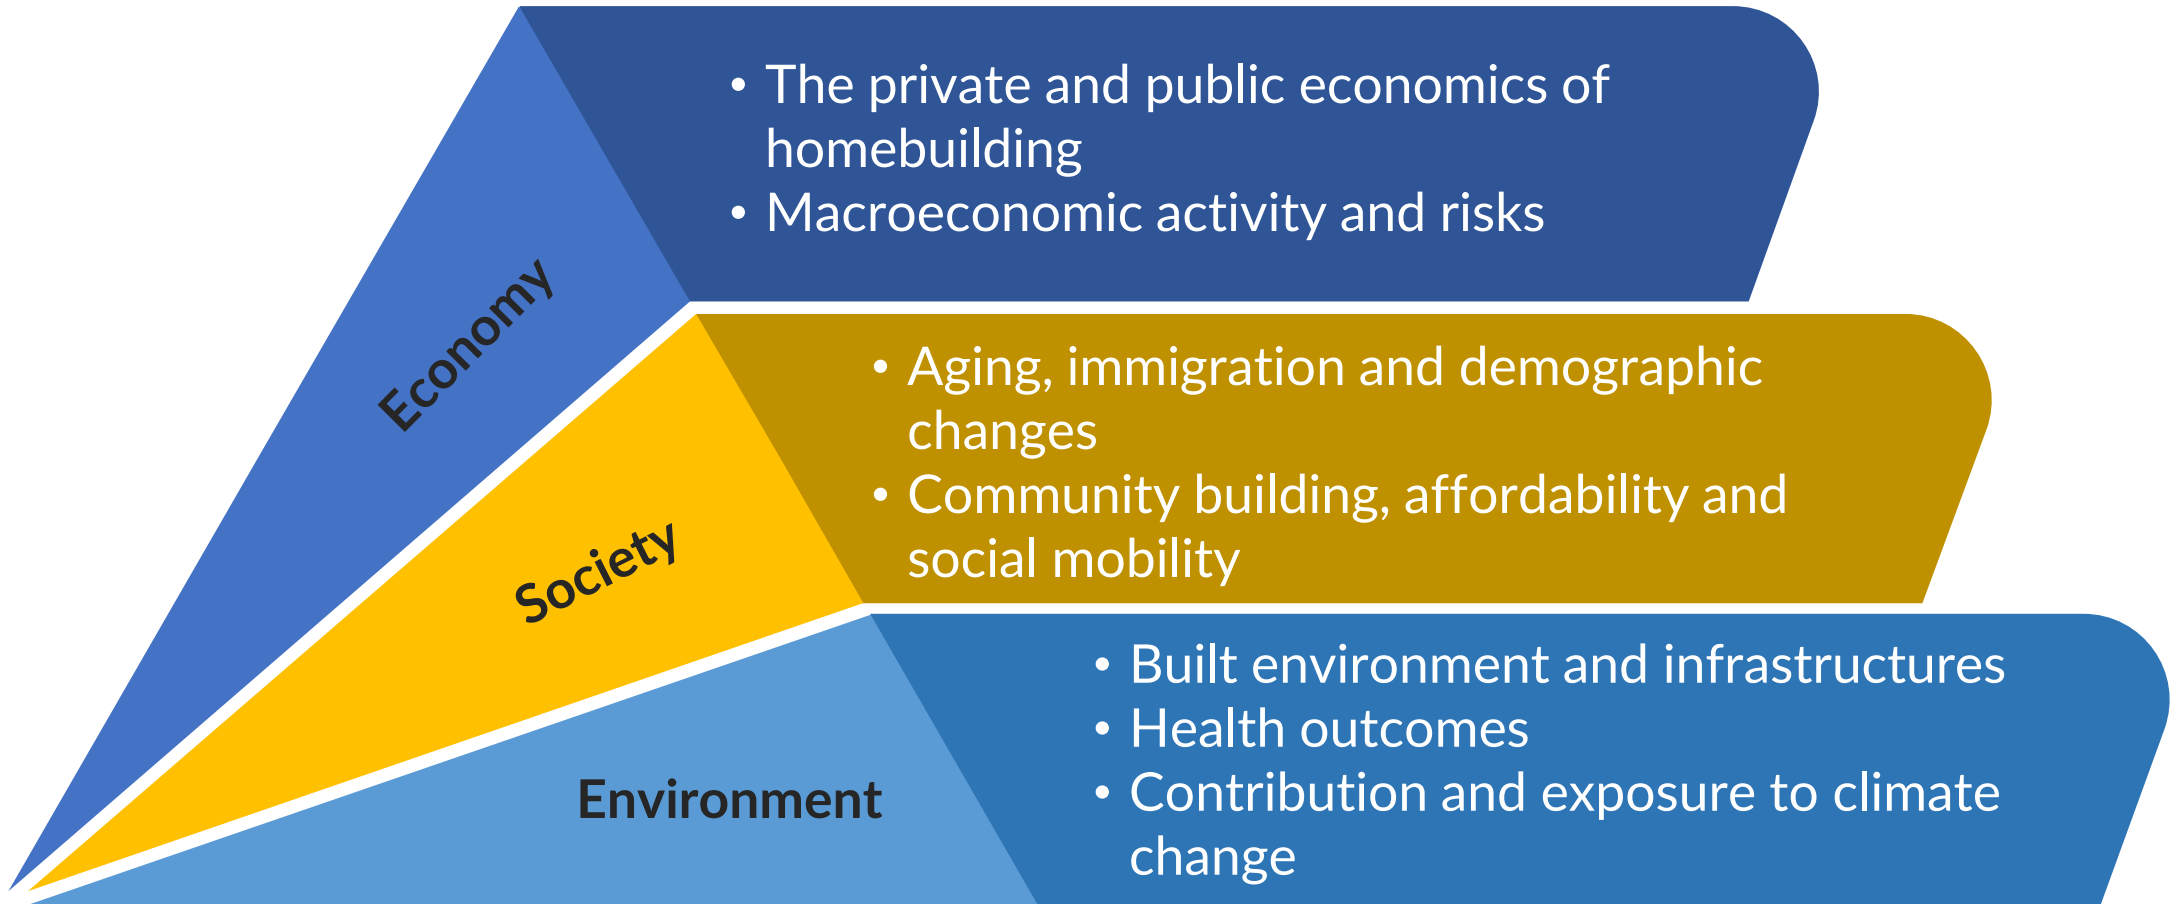 Economy
• The private and public economics of
homebuilding
• Macroeconomic activity and risks
Society
• Aging, immigration and demographic
changes
• Community building, affordability and
social mobility
Environment
• Built environment and infrastructures
• Health outcomes
• Contribution and exposure to climate
change